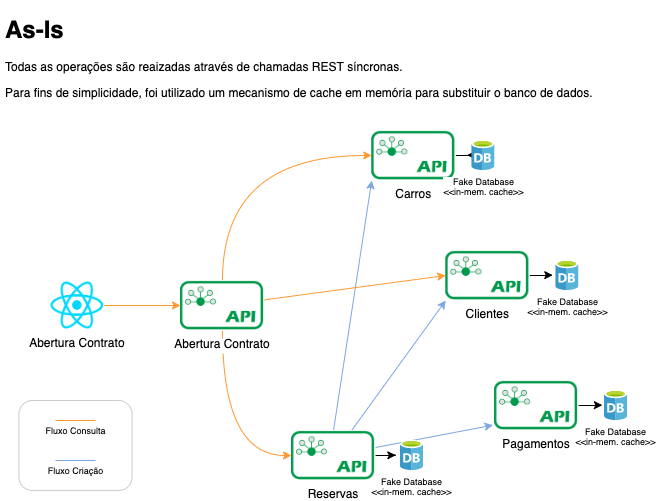 As-Is
Todas as operações são reaizadas através de chamadas REST síncronas.
Para fins de simplicidade, foi utilizado um mecanismo de cache em memória para substituir o banco de dados.
API
DB
Carros
Fake Database
<<in-mem. cache>>
API
DB
Clientes
Fake Database
<<in-mem. cache>>
Abertura Contrato
API
Abertura Contrato
API
DB
Pagamentos
Fake Database
<<in-mem. cache>>
Fluxo Consulta
Fluxo Criação
API
DB
Reservas
Fake Database
<<in-mem. cache>>